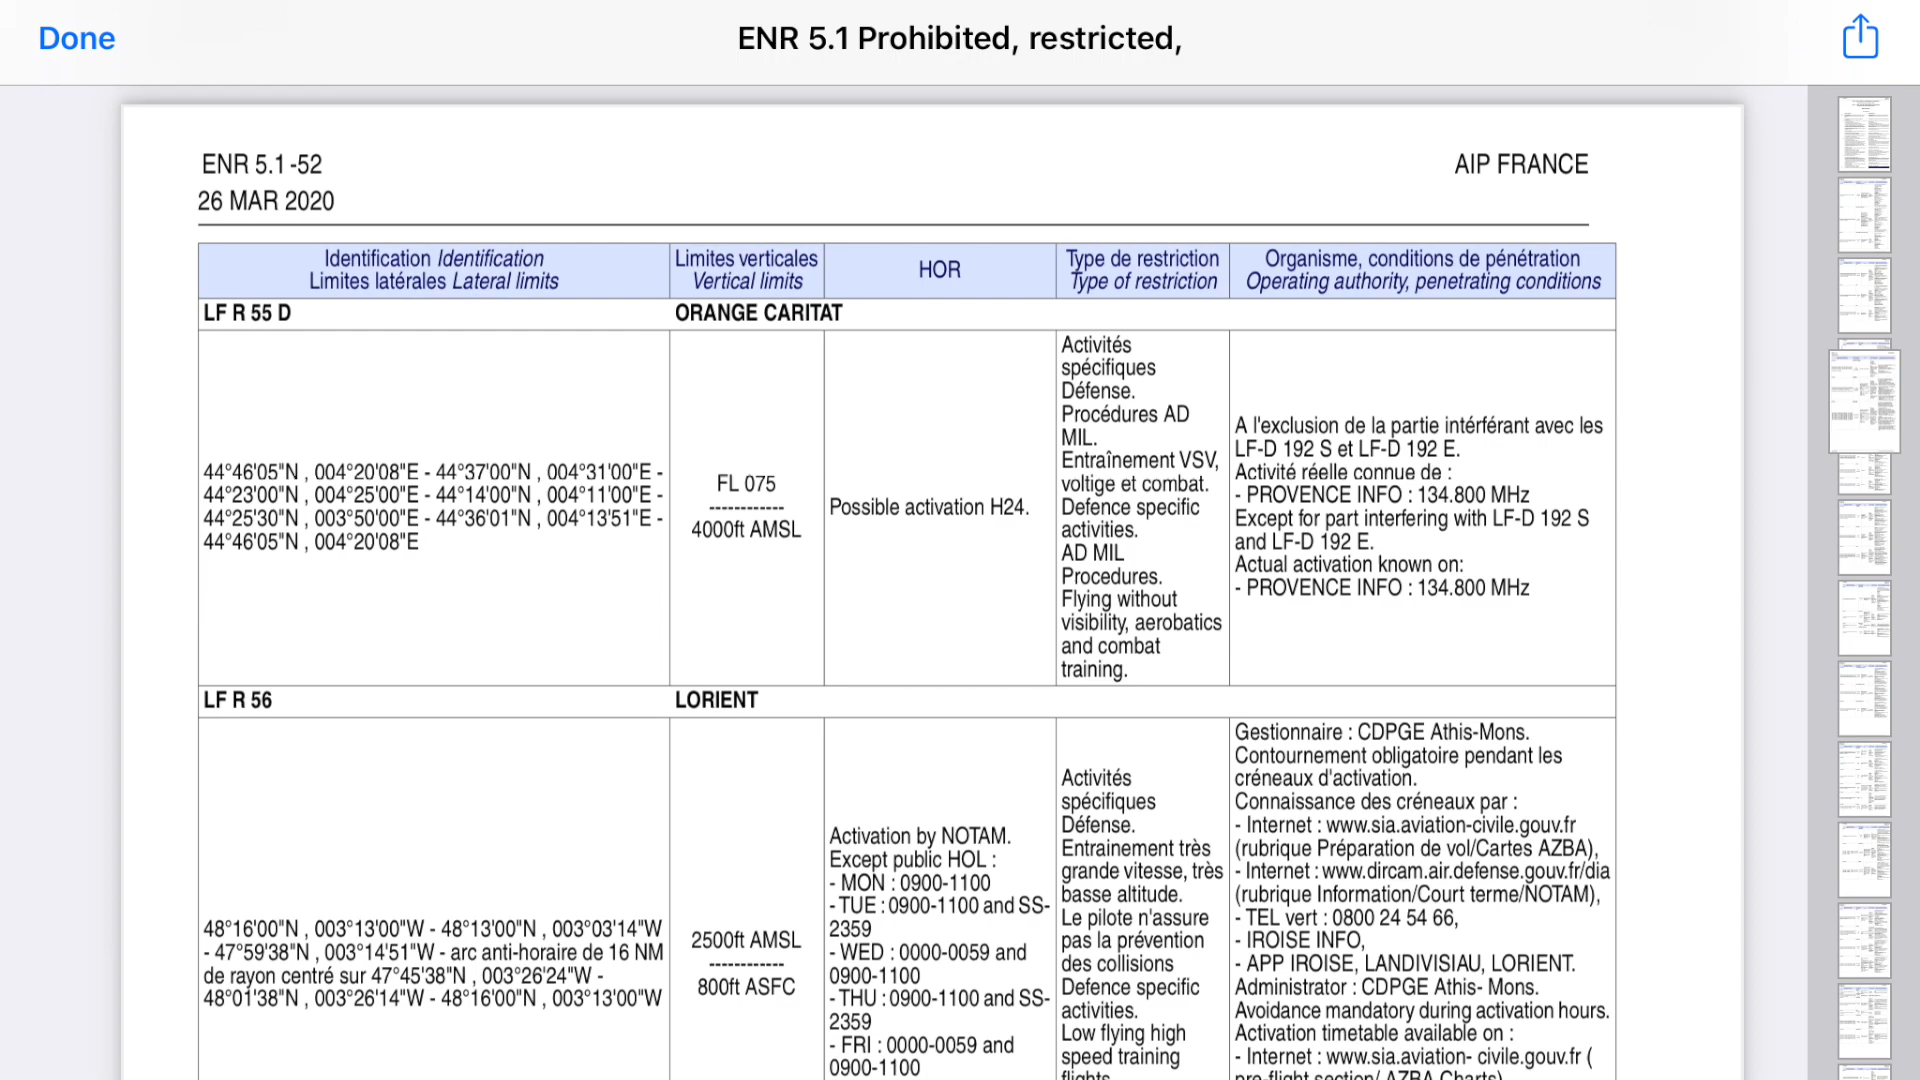 Done
ENR 5.1 Prohibited, restricted,
ENR 5.1 -52
AIP FRANCE
26 MAR 2020
Identification Identification
Limites latérales Lateral limits
Limites verticales
Vertical limits
HOR
Type de restriction
Type of restriction
Organisme, conditions de pénétration
Operating authority, penetrating conditions
LF R 55 D
ORANGE CARITAT
44°46'05"N , 004°20'08"E - 44°37'00"N , 004°31'00"E -
44°23'00"N , 004°25'00"E - 44°14'00"N , 004°11'00"E -
44°25'30"N , 003°50'00"E - 44°36'01"N , 004°13'51"E -
44°46'05"N , 004°20'08"E
FL 075
------------
4000ft AMSL
Possible activation H24.
Activités
spécifiques
Défense.
Procédures AD
MIL.
Entraînement VSV,
voltige et combat.
Defence specific
activities.
AD MIL
Procedures.
Flying without
visibility, aerobatics
and combat
training.
A l'exclusion de la partie intérférant avec les
LF-D 192 S et LF-D 192 E.
Activité réelle connue de :
- PROVENCE INFO : 134.800 MHz
Except for part interfering with LF-D 192 S
and LF-D 192 E.
Actual activation known on:
- PROVENCE INFO : 134.800 MHz
LF R 56
LORIENT
48°16'00"N , 003°13'00"W - 48°13'00"N , 003°03'14"W
- 47°59'38"N , 003°14'51"W - arc anti-horaire de 16 NM
de rayon centré sur 47°45'38"N , 003°26'24"W -
48°01'38"N , 003°26'14"W - 48°16'00"N , 003°13'00"W
2500ft AMSL
------------
800ft ASFC
Activation by NOTAM.
Except public HOL :
- MON : 0900-1100
- TUE : 0900-1100 and SS-
2359
- WED : 0000-0059 and
0900-1100
- THU : 0900-1100 and SS-
2359
- FRI : 0000-0059 and
0900-1100
Activités
spécifiques
Défense.
Entrainement très
grande vitesse, très
basse altitude.
Le pilote n'assure
pas la prévention
des collisions
Defence specific
activities.
Low flying high
speed training
flights
Gestionnaire : CDPGE Athis-Mons.
Contournement obligatoire pendant les
créneaux d'activation.
Connaissance des créneaux par :
- Internet : www.sia.aviation-civile.gouv.fr
(rubrique Préparation de vol/Cartes AZBA),
- Internet : www.dircam.air.defense.gouv.fr/dia
(rubrique Information/Court terme/NOTAM),
- TEL vert : 0800 24 54 66,
- IROISE INFO,
- APP IROISE, LANDIVISIAU, LORIENT.
Administrator : CDPGE Athis- Mons.
Avoidance mandatory during activation hours.
Activation timetable available on :
- Internet : www.sia.aviation- civile.gouv.fr (
pre-flight section/ AZBA Charts)